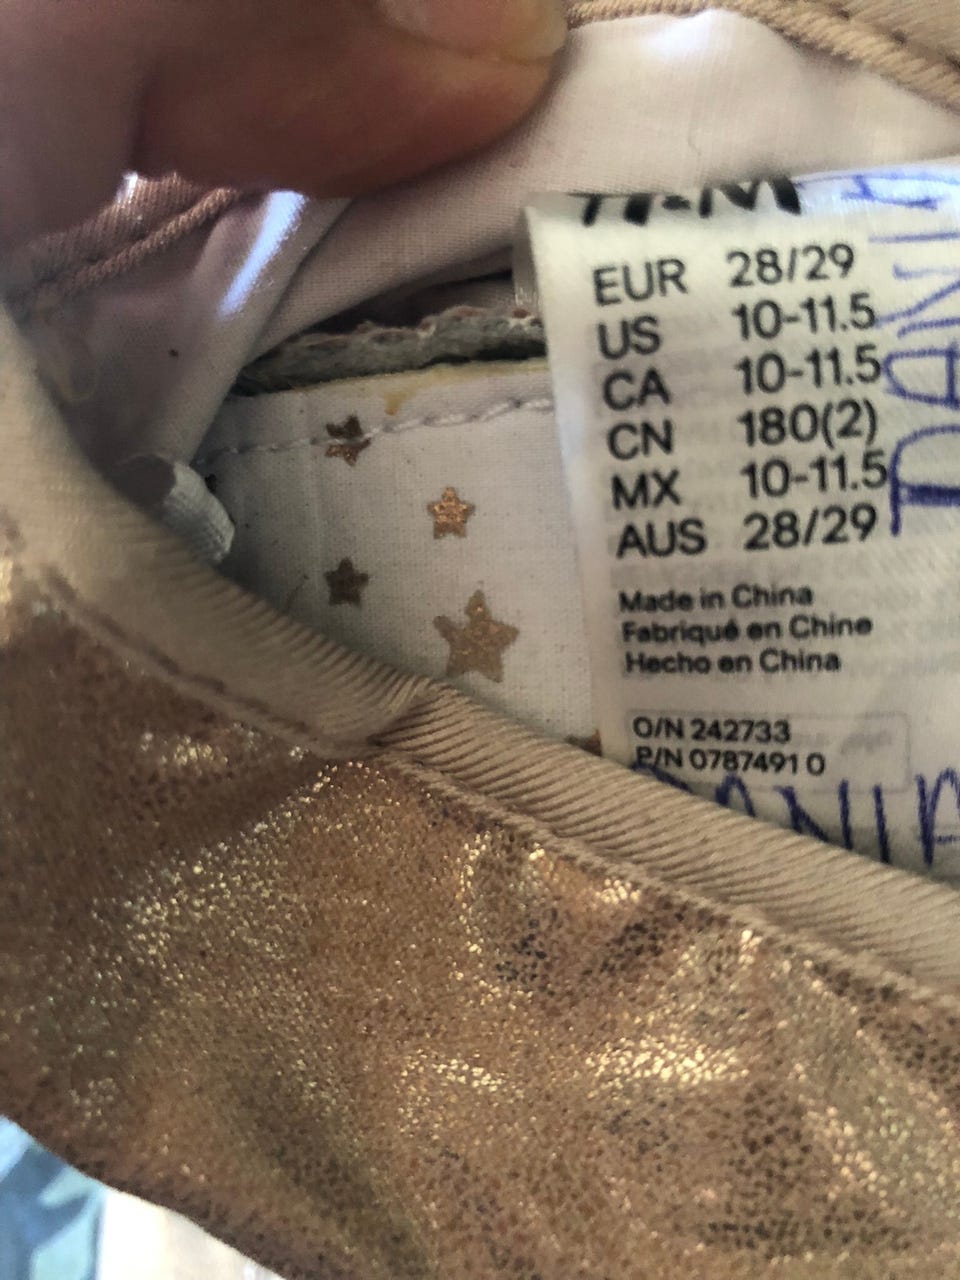 H&M
EUR 28/29
US 10-11.5
CA 10-11.5
CN 180(2)
MX 10-11.5
AUS 28/29
Made in China
Fabriqué en Chine
Hecho en China
O/N 242733
P/N 0787491 0